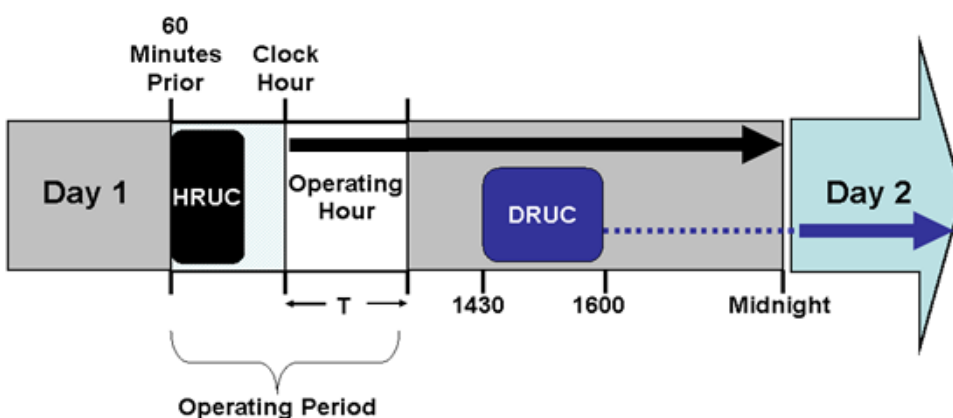 60
Minutes
Prior
Clock
Hour
Day 1
HRUC
Operating
Hour
DRUC
Day 2
T
1430
1600
Midnight
Operating Period